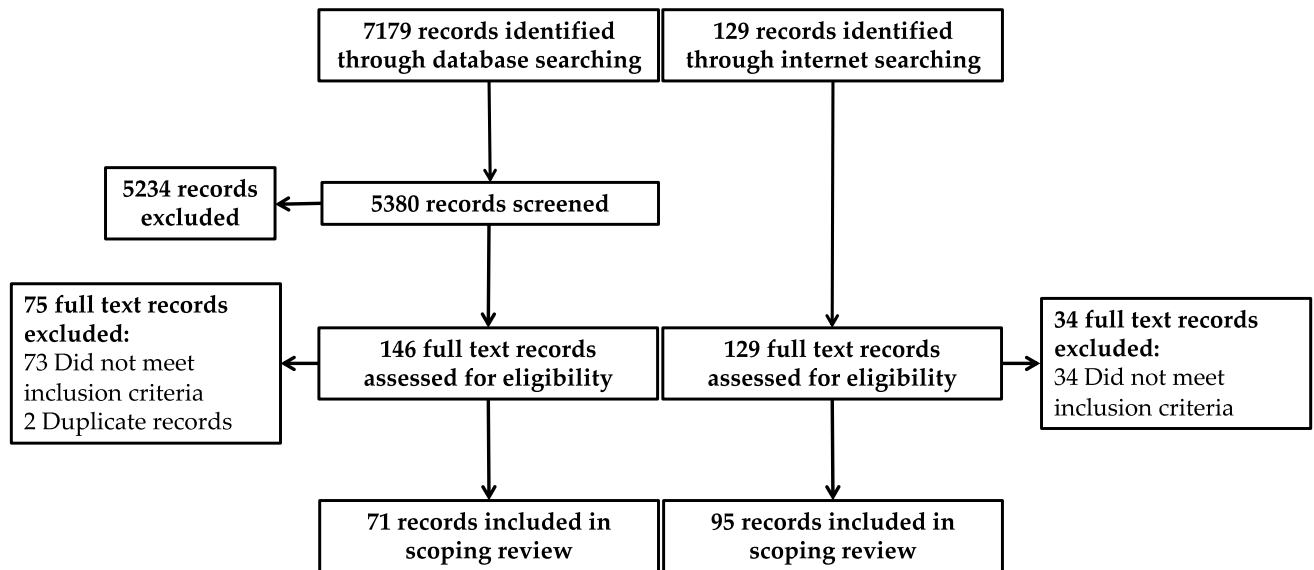 7179 records identified
through database searching
129 records identified
through internet searching
5234 records
excluded
5380 records screened
75 full text records
excluded:
73 Did not meet
inclusion criteria
2 Duplicate records
146 full text records
assessed for eligibility
129 full text records
assessed for eligibility
34 full text records
excluded:
34 Did not meet
inclusion criteria
71 records included in
scoping review
95 records included in
scoping review